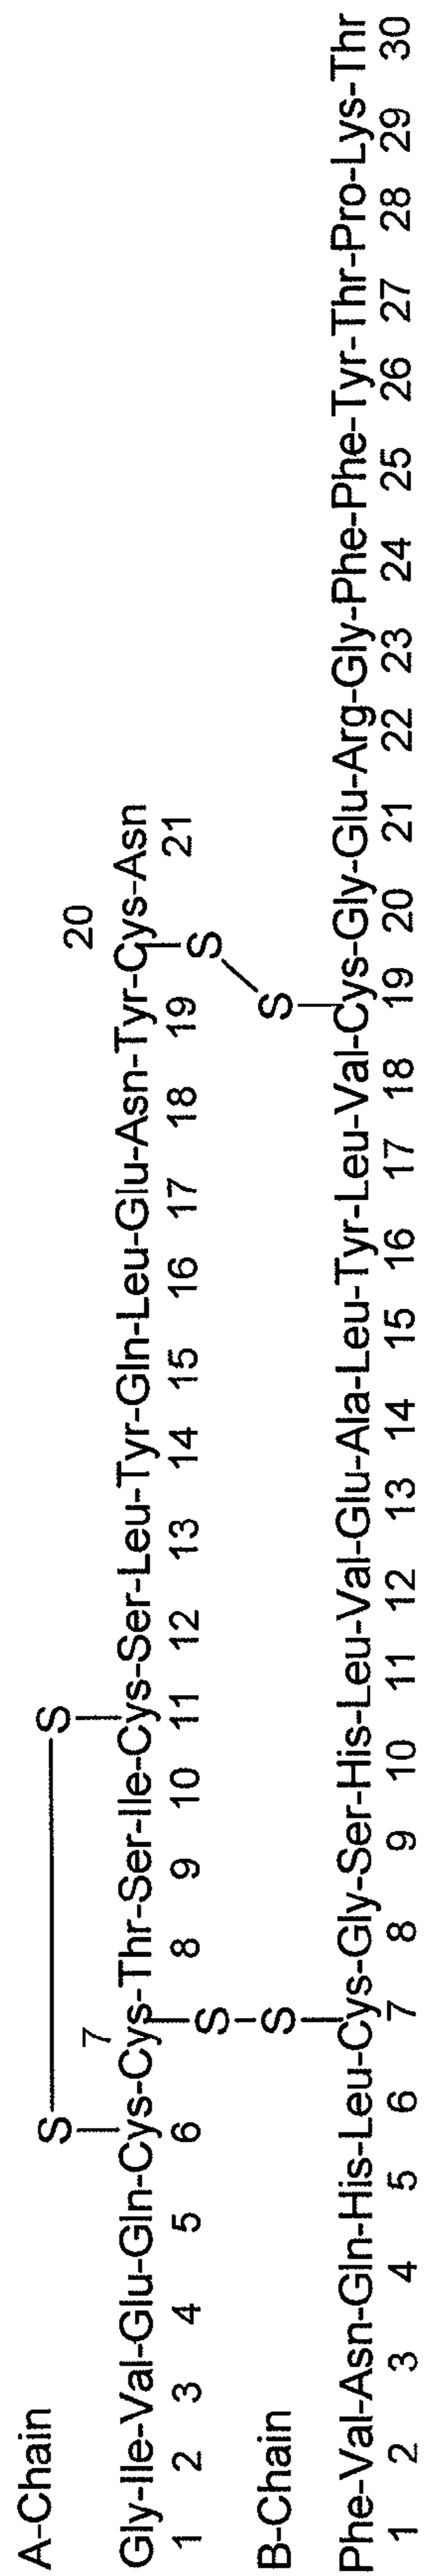 A-Chain
S S
7 20
Gly-Ile-Val-Glu-Gln-Cys-Cys-Thr-Ser-Ile-Cys-Ser-Leu-Tyr-Gln-Leu-Glu-Asn-Tyr-Cys-Asn
1 2 3 4 5 6 8 9 10 11 12 13 14 15 16 17 18 19 21
S S
S S
B-Chain
Phe-Val-Asn-Gln-His-Leu-Cys-Gly-Ser-His-Leu-Val-Glu-Ala-Leu-Tyr-Leu-Val-Cys-Gly-Glu-Arg-Gly-Phe-Phe-Tyr-Thr-Pro-Lys-Thr
1 2 3 4 5 6 7 8 9 10 11 12 13 14 15 16 17 18 19 20 21 22 23 24 25 26 27 28 29 30